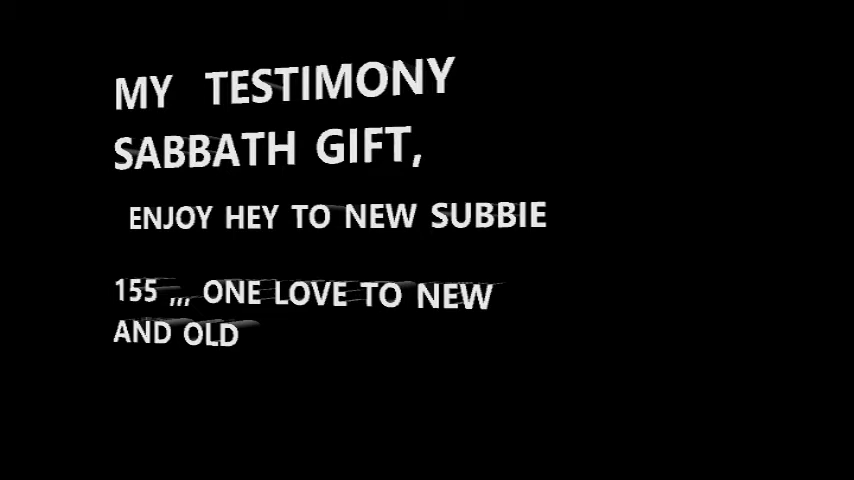 MY TESTIMONY
SABBATH GIFT,
ENJOY HEY TO NEW SUBBIE
155 ,,, ONE LOVE TO NEW
AND OLD